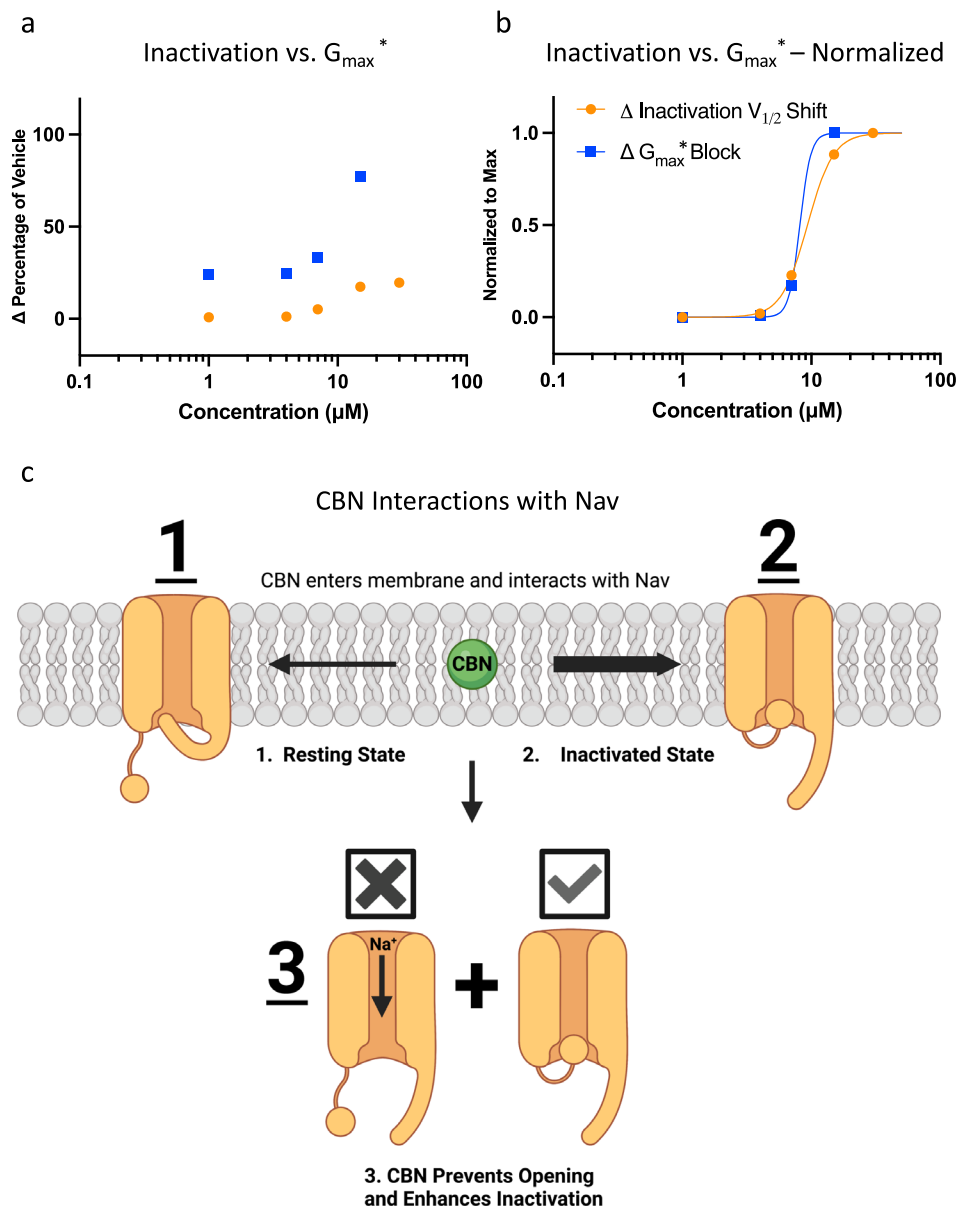 a
Inactivation vs. Gmax*
100
50
0
Δ Percentage of Vehicle
0.1
1
10
100
Concentration (μM)
b
Inactivation vs. Gmax* – Normalized
Δ Inactivation V1/2 Shift
Δ Gmax* Block
1.0
0.5
0.0
Normalized to Max
0.1
1
10
100
Concentration (μM)
c
CBN Interactions with Nav
1
2
CBN enters membrane and interacts with Nav
CBN
1. Resting State
2. Inactivated State
3
Na+
+
3. CBN Prevents Opening
and Enhances Inactivation